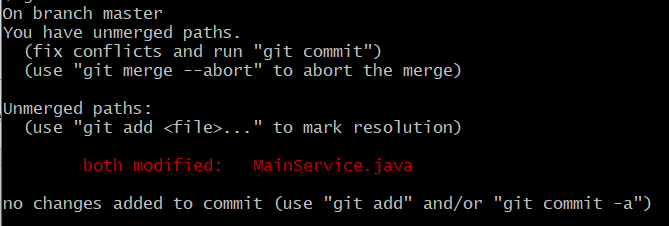 On branch master
You have unmerged paths.
  (fix conflicts and run "git commit")
  (use "git merge --abort" to abort the merge)

Unmerged paths:
  (use "git add <file>..." to mark resolution)

        both modified:   MainService.java

no changes added to commit (use "git add" and/or "git commit -a")